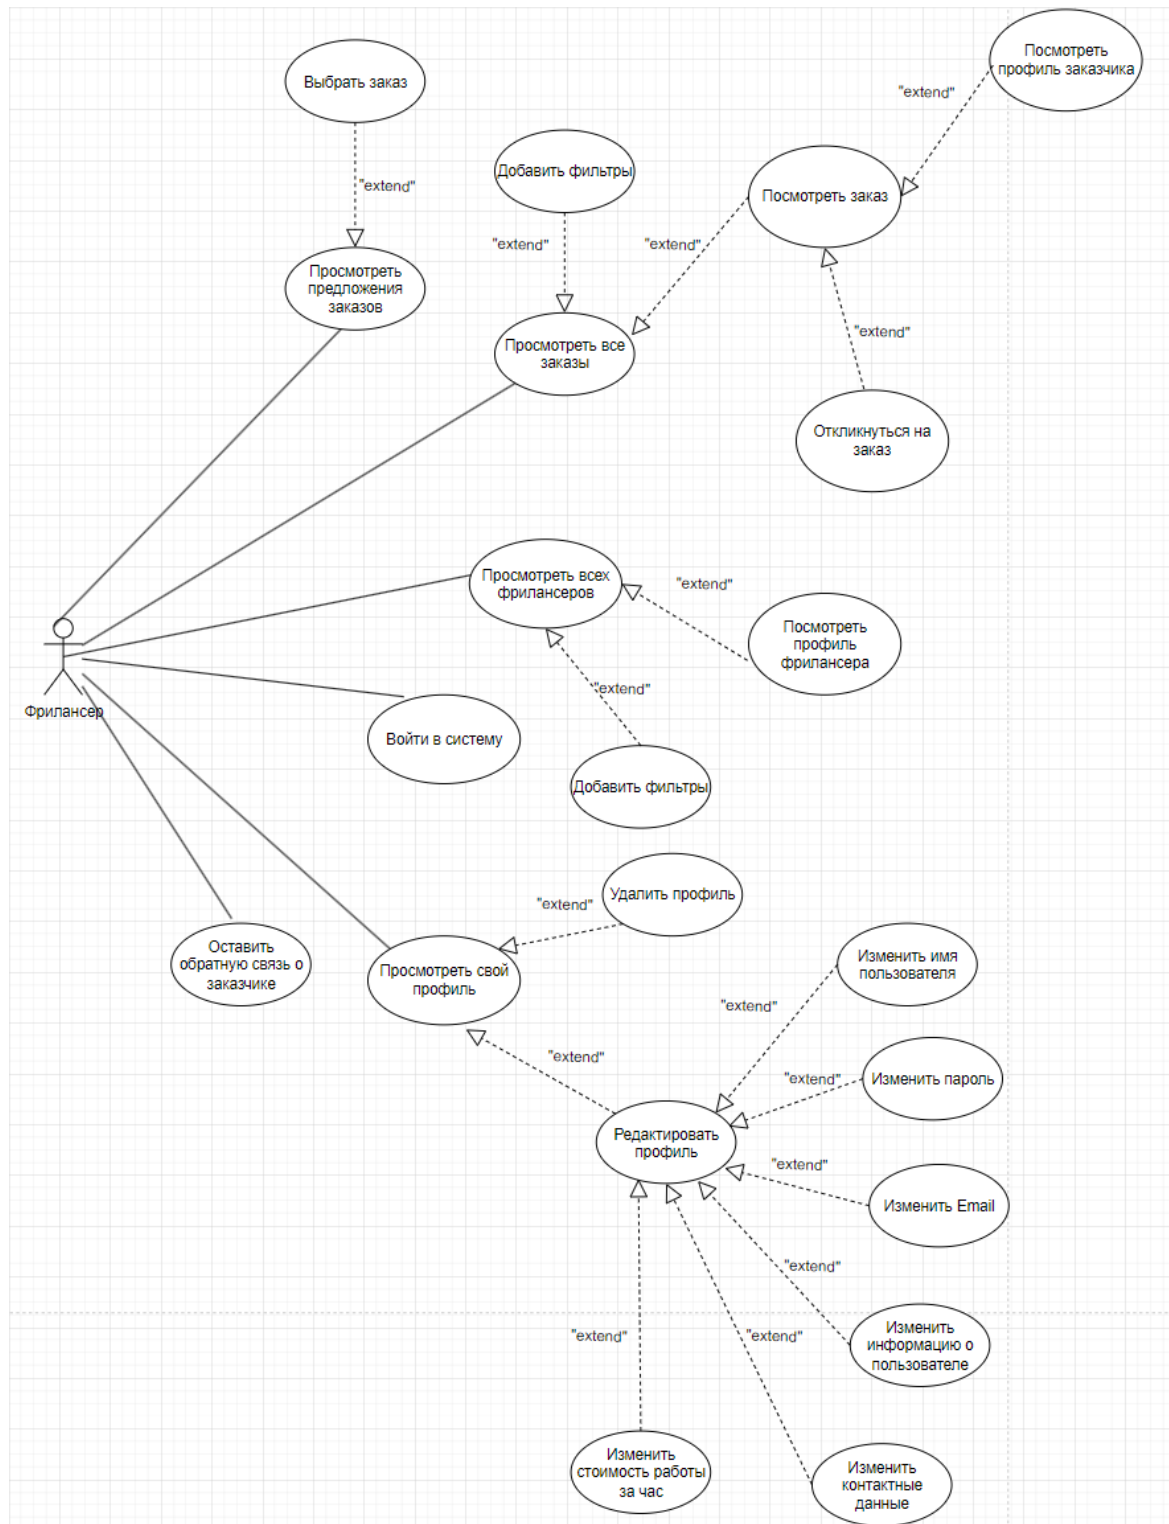 Посмотреть
профиль заказчика
Выбрать заказ
"extend"
Добавить фильтры
"extend"
Посмотреть заказ
"extend"
"extend"
Просмотреть
предложения
заказов
Просмотреть все
заказы
"extend"
Откликнуться на
заказ
Просмотреть всех
фрилансеров
"extend"
Посмотреть
профиль
фрилансера
"extend"
Фрилансер
Войти в систему
Добавить фильтры
Удалить профиль
"extend"
Оставить
обратную связь о
заказчике
Просмотреть свой
профиль
Изменить имя
пользователя
"extend"
"extend"
Изменить пароль
"extend"
Редактировать
профиль
"extend"
Изменить Email
"extend"
"extend"
"extend"
Изменить
информацию о
пользователе
Изменить
стоимость работы
за час
Изменить
контактные
данные